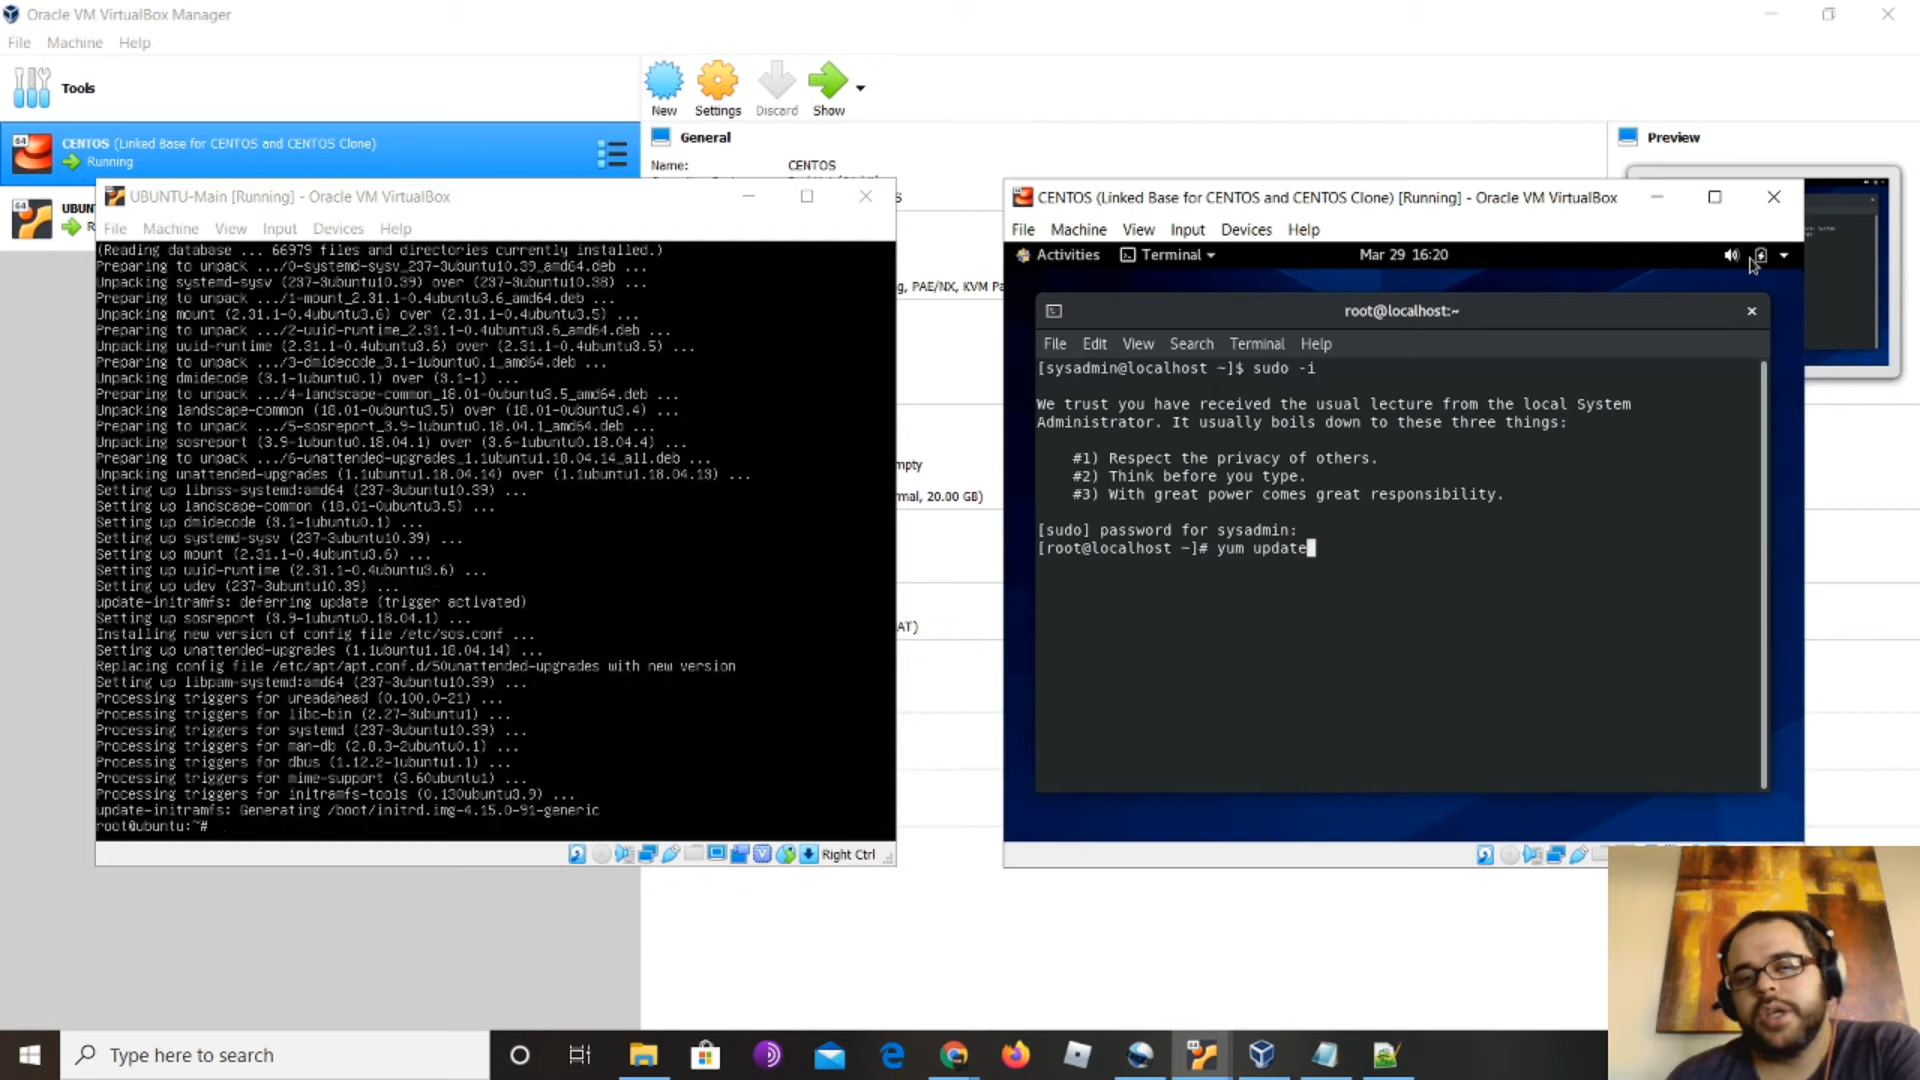 Oracle VM VirtualBox Manager
File Machine Help
Tools
New Settings Discard Show
64 CENTOS (Linked Base for CENTOS and CENTOS Clone)
Running
General
Name: CENTOS
Preview
64
UBUNTU-Main [Running] - Oracle VM VirtualBox
File Machine View Input Devices Help
(Reading database ... 66979 files and directories currently installed.)
Preparing to unpack .../0-systemd-sysv_237-3ubuntu10.39_amd64.deb ...
Unpacking systemd-sysv (237-3ubuntu10.39) over (237-3ubuntu10.38) ...
Preparing to unpack .../1-mount_2.31.1-0.4ubuntu3.6_amd64.deb ...
Unpacking mount (2.31.1-0.4ubuntu3.6) over (2.31.1-0.4ubuntu3.5) ...
Preparing to unpack .../2-uuid-runtime_2.31.1-0.4ubuntu3.6_amd64.deb ...
Unpacking uuid-runtime (2.31.1-0.4ubuntu3.6) over (2.31.1-0.4ubuntu3.5) ...
Preparing to unpack .../3-dmidecode_3.1-1ubuntu0.1_amd64.deb ...
Unpacking dmidecode (3.1-1ubuntu0.1) over (3.1-1) ...
Preparing to unpack .../4-landscape-common_18.01-0ubuntu3.5_amd64.deb ...
Unpacking landscape-common (18.01-0ubuntu3.5) over (18.01-0ubuntu3.4) ...
Preparing to unpack .../5-sosreport_3.9-1ubuntu0.18.04.1_amd64.deb ...
Unpacking sosreport (3.9-1ubuntu0.18.04.1) over (3.6-1ubuntu0.18.04.4) ...
Preparing to unpack .../6-unattended-upgrades_1.1ubuntu1.18.04.14_all.deb ...
Unpacking unattended-upgrades (1.1ubuntu1.18.04.14) over (1.1ubuntu1.18.04.13) ...
Setting up libnss-systemd:amd64 (237-3ubuntu10.39) ...
Setting up landscape-common (18.01-0ubuntu3.5) ...
Setting up dmidecode (3.1-1ubuntu0.1) ...
Setting up systemd-sysv (237-3ubuntu10.39) ...
Setting up mount (2.31.1-0.4ubuntu3.6) ...
Setting up uuid-runtime (2.31.1-0.4ubuntu3.6) ...
Setting up udev (237-3ubuntu10.39) ...
update-initramfs: deferring update (trigger activated)
Setting up sosreport (3.9-1ubuntu0.18.04.1) ...
Installing new version of config file /etc/sos.conf ...
Setting up unattended-upgrades (1.1ubuntu1.18.04.14) ...
Replacing config file /etc/apt/apt.conf.d/50unattended-upgrades with new version
Setting up libpam-systemd:amd64 (237-3ubuntu10.39) ...
Processing triggers for ureadahead (0.100.0-21) ...
Processing triggers for libc-bin (2.27-3ubuntu1) ...
Processing triggers for systemd (237-3ubuntu10.39) ...
Processing triggers for man-db (2.8.3-2ubuntu0.1) ...
Processing triggers for dbus (1.12.2-1ubuntu1.1) ...
Processing triggers for mime-support (3.60ubuntu1) ...
Processing triggers for initramfs-tools (0.130ubuntu3.9) ...
update-initramfs: Generating /boot/initrd.img-4.15.0-91-generic
root@ubuntu:~#
Right Ctrl
g, PAE/NX, KVM Pa
mpty
mal, 20.00 GB)
AT)
CENTOS (Linked Base for CENTOS and CENTOS Clone) [Running] - Oracle VM VirtualBox
File Machine View Input Devices Help
Activities Terminal Mar 29 16:20
root@localhost:~
File Edit View Search Terminal Help
[sysadmin@localhost ~]$ sudo -i
We trust you have received the usual lecture from the local System
Administrator. It usually boils down to these three things:
#1) Respect the privacy of others.
#2) Think before you type.
#3) With great power comes great responsibility.
[sudo] password for sysadmin:
[root@localhost ~]# yum update
Type here to search